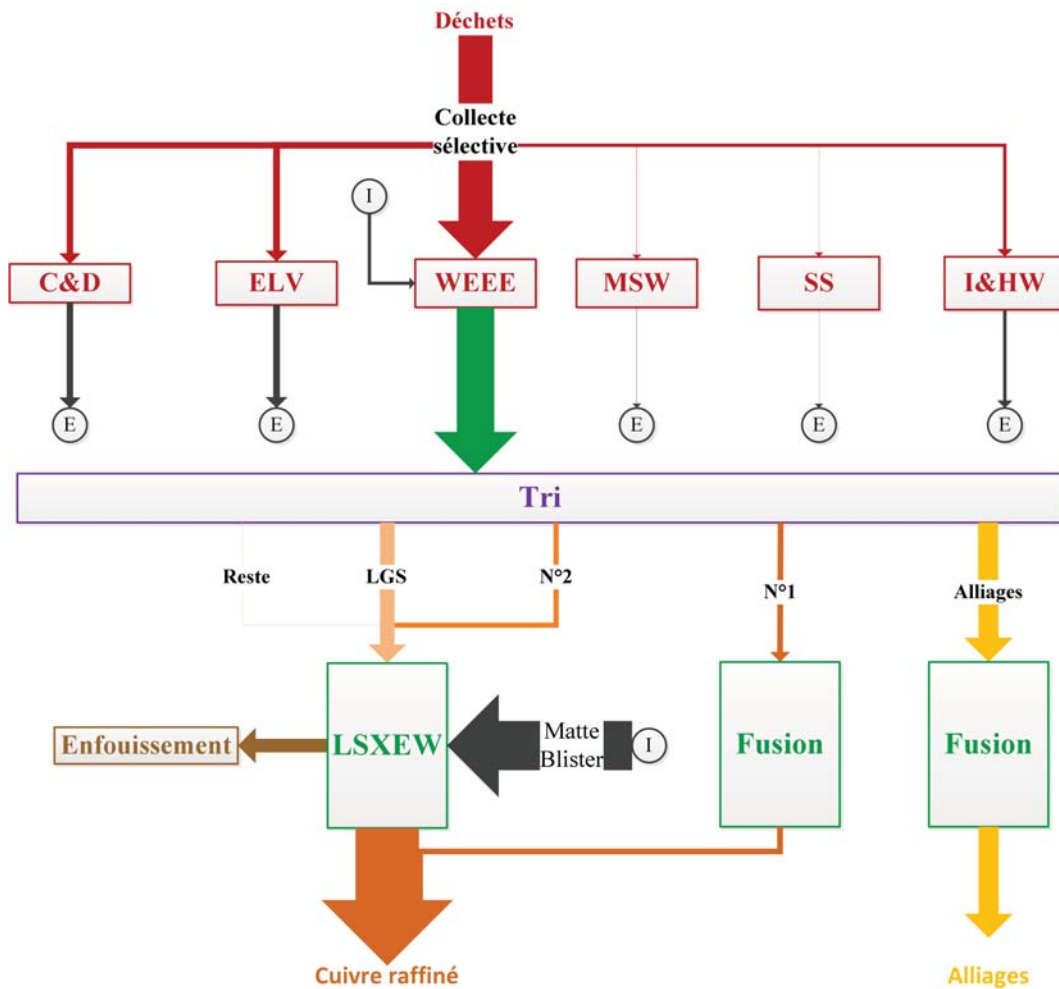 Déchets
Collecte
sélective
I
C&D
ELV
WEEE
MSW
SS
I&HW
E
E
E
E
E
Tri
Reste
LGS
N°2
N°1
Alliages
Enfouissement
LSXEW
Matte
Blister
I
Fusion
Fusion
Cuivre raffiné
Alliages